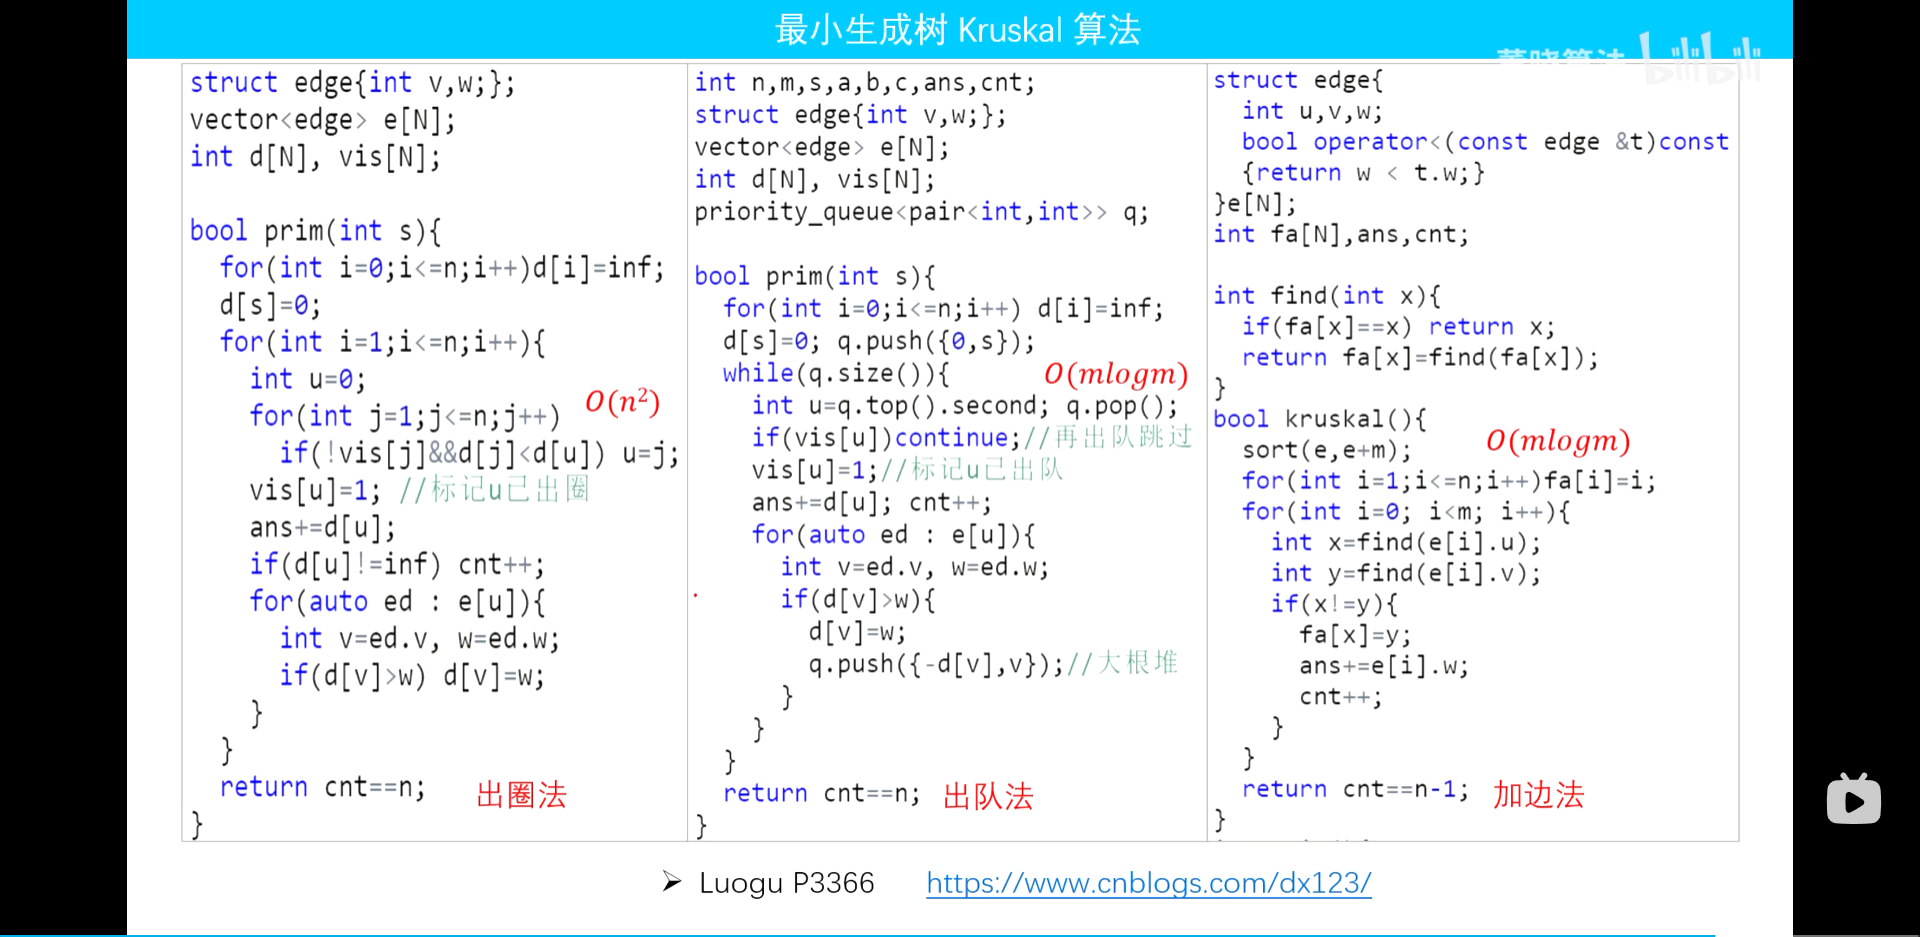 最小生成树 Kruskal 算法
bilibili
struct edge{int v,w;};
vector<edge> e[N];
int d[N], vis[N];
bool prim(int s){
for(int i=0;i<=n;i++)d[i]=inf;
d[s]=0;
for(int i=1;i<=n;i++){
int u=0;
for(int j=1;j<=n;j++)
O(n²)
if(!vis[j]&&d[j]<d[u]) u=j;
vis[u]=1; //标记u已出圈
ans+=d[u];
if(d[u]!=inf) cnt++;
for(auto ed : e[u]){
int v=ed.v, w=ed.w;
if(d[v]>w) d[v]=w;
}
}
return cnt==n;
出圈法
}
int n,m,s,a,b,c,ans,cnt;
struct edge{int v,w;};
vector<edge> e[N];
int d[N], vis[N];
priority_queue<pair<int,int>> q;
bool prim(int s){
for(int i=0;i<=n;i++) d[i]=inf;
d[s]=0; q.push({0,s});
while(q.size()){
O(mlogm)
int u=q.top().second; q.pop();
if(vis[u])continue;//再出队跳过
vis[u]=1;//标记u已出队
ans+=d[u]; cnt++;
for(auto ed : e[u]){
int v=ed.v, w=ed.w;
if(d[v]>w){
d[v]=w;
q.push({-d[v],v});//大根堆
}
}
}
return cnt==n;
出队法
}
struct edge{
int u,v,w;
bool operator<(const edge &t)const
{return w < t.w;}
}e[N];
int fa[N],ans,cnt;
int find(int x){
if(fa[x]==x) return x;
return fa[x]=find(fa[x]);
}
bool kruskal(){
sort(e,e+m);
O(mlogm)
for(int i=1;i<=n;i++)fa[i]=i;
for(int i=0; i<m; i++){
int x=find(e[i].u);
int y=find(e[i].v);
if(x!=y){
fa[x]=y;
ans+=e[i].w;
cnt++;
}
}
return cnt==n-1;
加边法
}
➢ Luogu P3366
https://www.cnblogs.com/dx123/